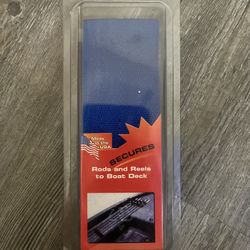 Made
in the
USA
SECURES
Rods and Reels
to Boat Deck